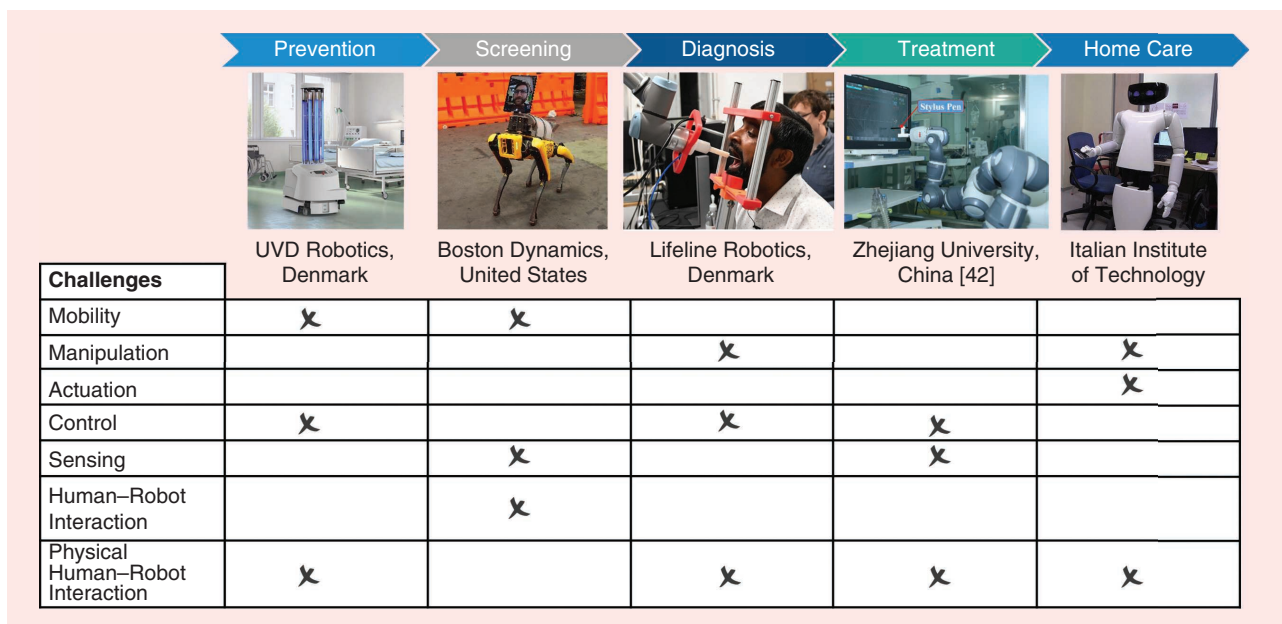 Prevention
Screening
Diagnosis
Treatment
Home Care
Stylus Pen
UVD Robotics,
Denmark
Boston Dynamics,
United States
Lifeline Robotics,
Denmark
Zhejiang University,
China [42]
Italian Institute
of Technology
Challenges
Mobility x x
Manipulation x x
Actuation x
Control x x x
Sensing x x
Human–Robot
Interaction x
Physical
Human–Robot
Interaction x x x x